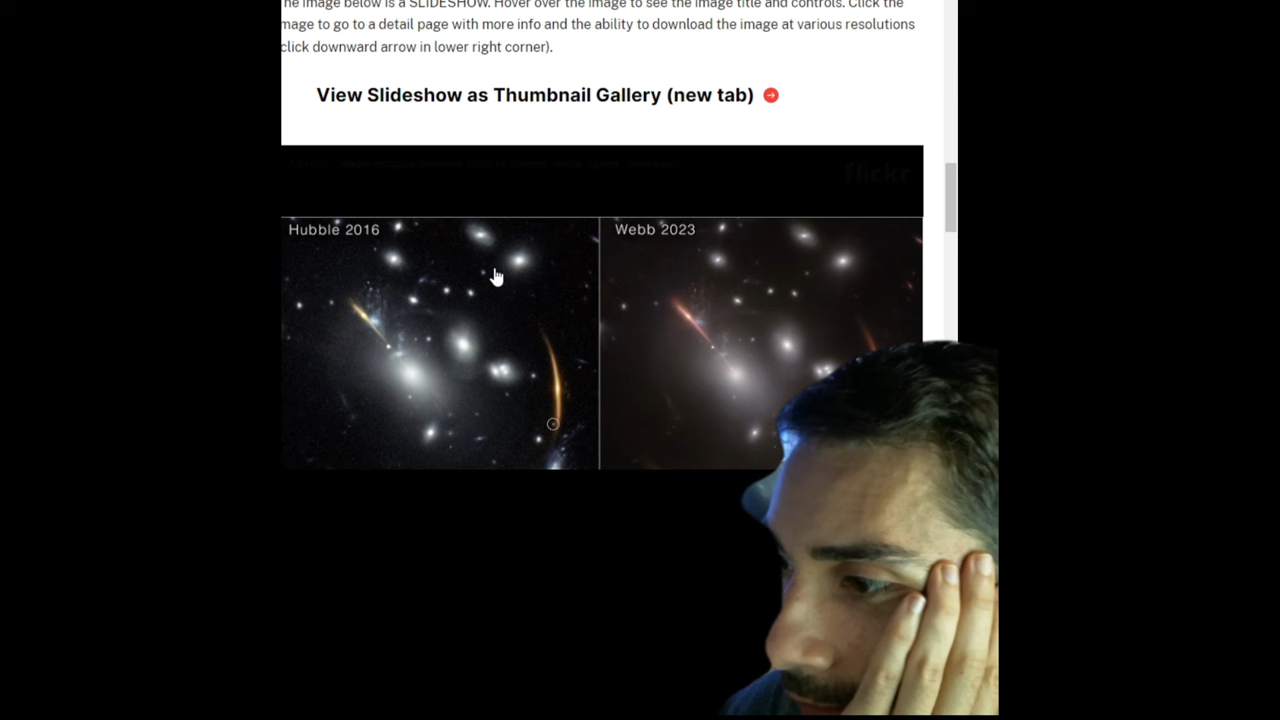 he image below is a SLIDESHOW. Hover over the image to see the image title and controls. Click the
mage to go to a detail page with more info and the ability to download the image at various resolutions
click downward arrow in lower right corner).
View Slideshow as Thumbnail Gallery (new tab)
flickr
Hubble 2016
Webb 2023